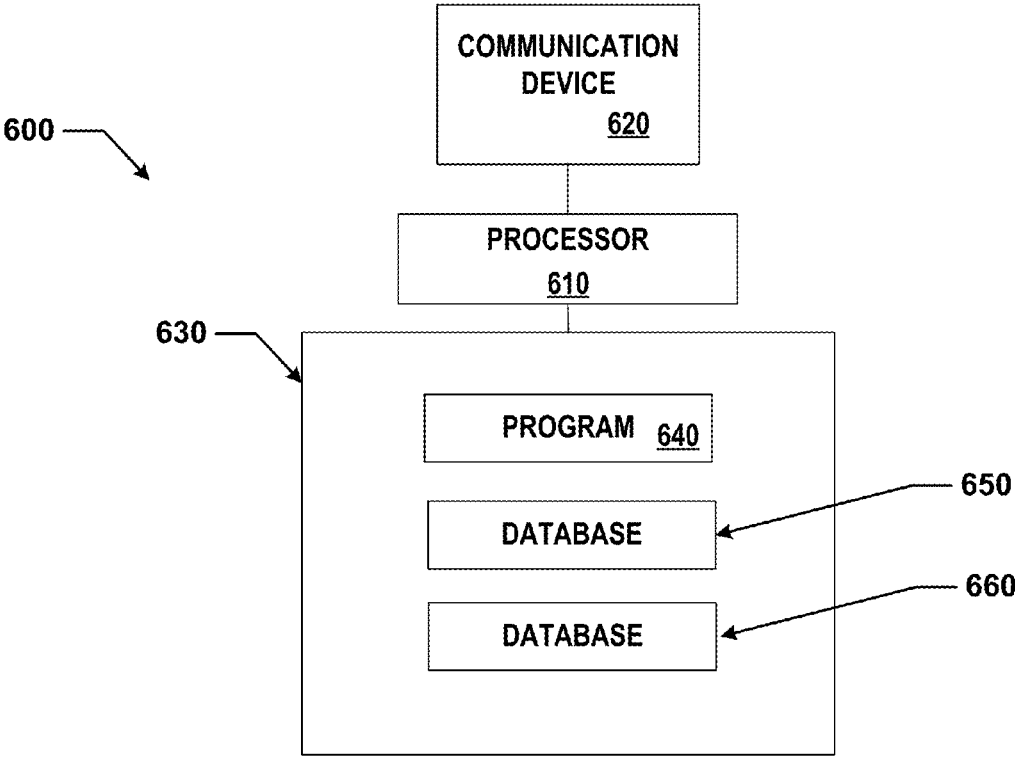 COMMUNICATION
DEVICE
620
600
PROCESSOR
610
630
PROGRAM 640
650
DATABASE
660
DATABASE